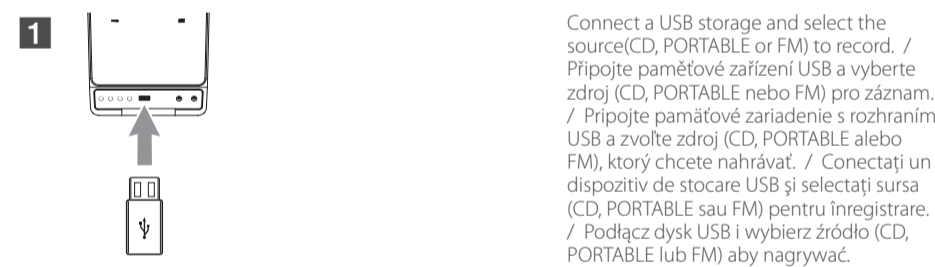 1
Connect a USB storage and select the
source(CD, PORTABLE or FM) to record. /
Připojte paměťové zařízení USB a vyberte
zdroj (CD, PORTABLE nebo FM) pro záznam.
/ Pripojte pamäťové zariadenie s rozhraním
USB a zvoľte zdroj (CD, PORTABLE alebo
FM), ktorý chcete nahrávať. / Conectaţi un
dispozitiv de stocare USB şi selectaţi sursa
(CD, PORTABLE sau FM) pentru înregistrare.
/ Podłącz dysk USB i wybierz źródło (CD,
PORTABLE lub FM) aby nagrywać.